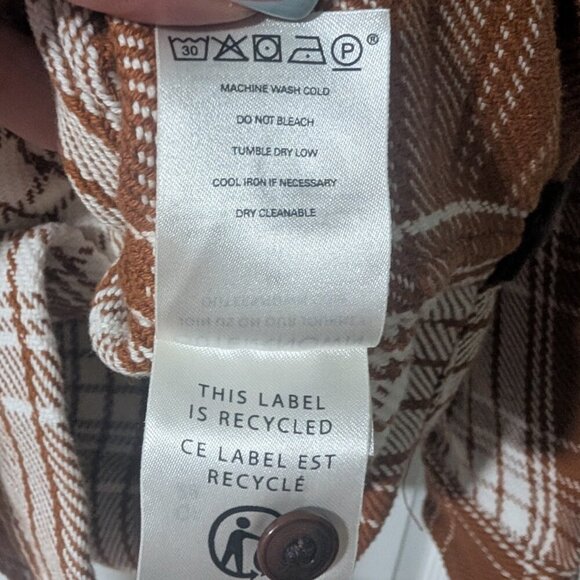 30 P ®
MACHINE WASH COLD
DO NOT BLEACH
TUMBLE DRY LOW
COOL IRON IF NECESSARY
DRY CLEANABLE
THIS LABEL
IS RECYCLED
CE LABEL EST
RECYCLÉ